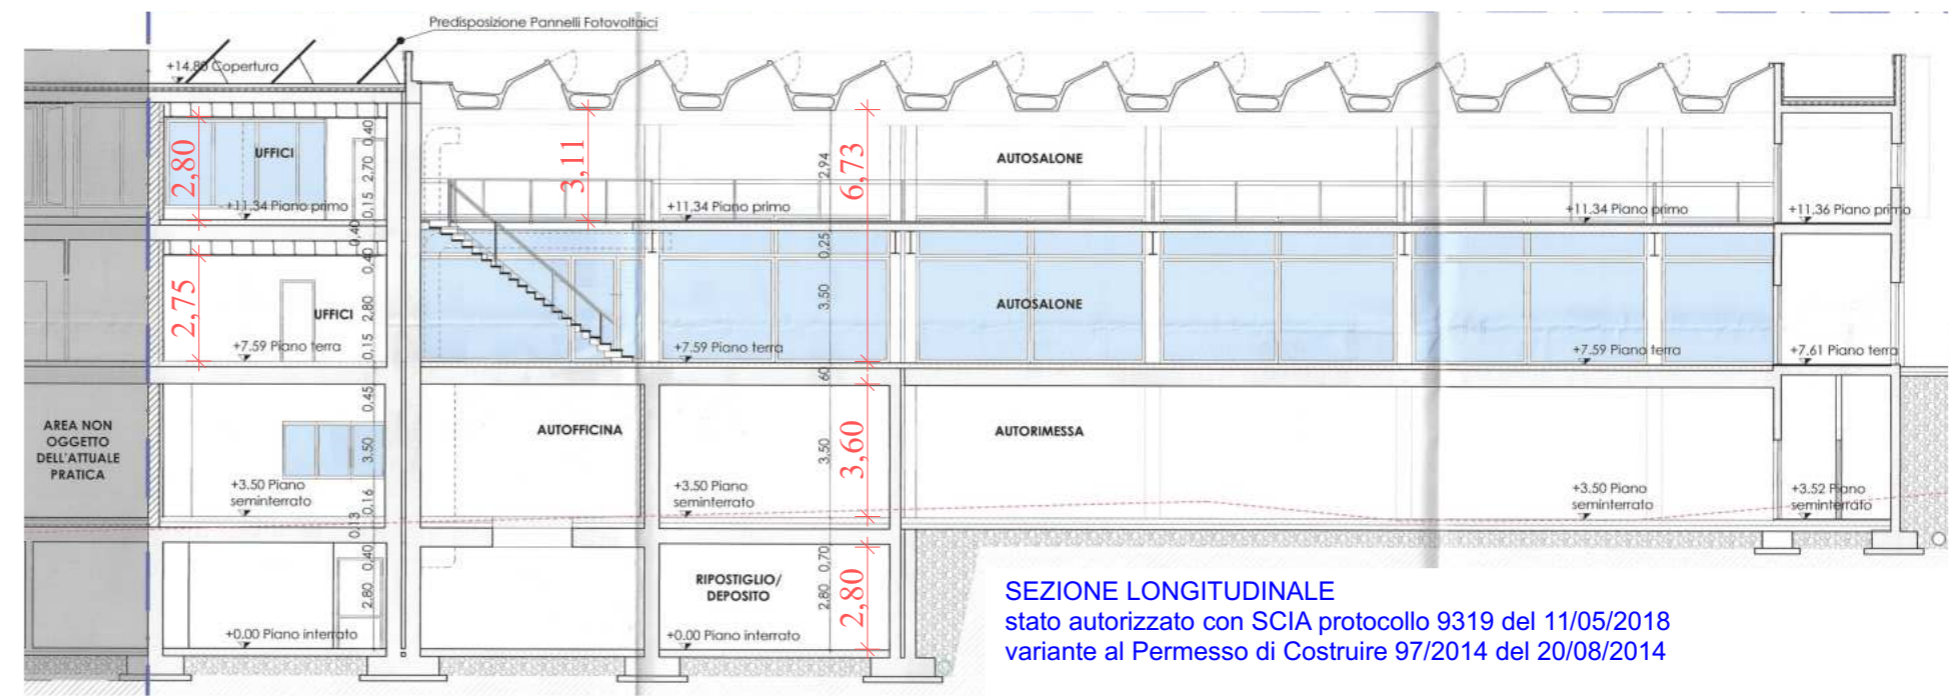 Predisposizione Pannelli Fotovoltaici
+14.80 Copertura
UFFICI
2,80
0,40
2,70
0,15
+11.34 Piano primo
3,11
2,94
6,73
AUTOSALONE
+11.34 Piano primo
+11.34 Piano primo
+11.36 Piano primo
0,40
0,40
0,25
2,75
UFFICI
2,80
3,50
AUTOSALONE
0,15
+7.59 Piano terra
+7.59 Piano terra
+7.59 Piano terra
+7.61 Piano terra
60
0,45
AREA NON
OGGETTO
DELL'ATTUALE
PRATICA
AUTOFFICINA
AUTORIMESSA
3,50
3,50
3,60
+3.50 Piano
seminterrato
+3.50 Piano
seminterrato
+3.50 Piano
seminterrato
+3.52 Piano
seminterrato
0,16
0,13
0,40
0,70
RIPOSTIGLIO/
DEPOSITO
2,80
2,80
2,80
+0.00 Piano interrato
+0.00 Piano interrato
SEZIONE LONGITUDINALE
stato autorizzato con SCIA protocollo 9319 del 11/05/2018
variante al Permesso di Costruire 97/2014 del 20/08/2014